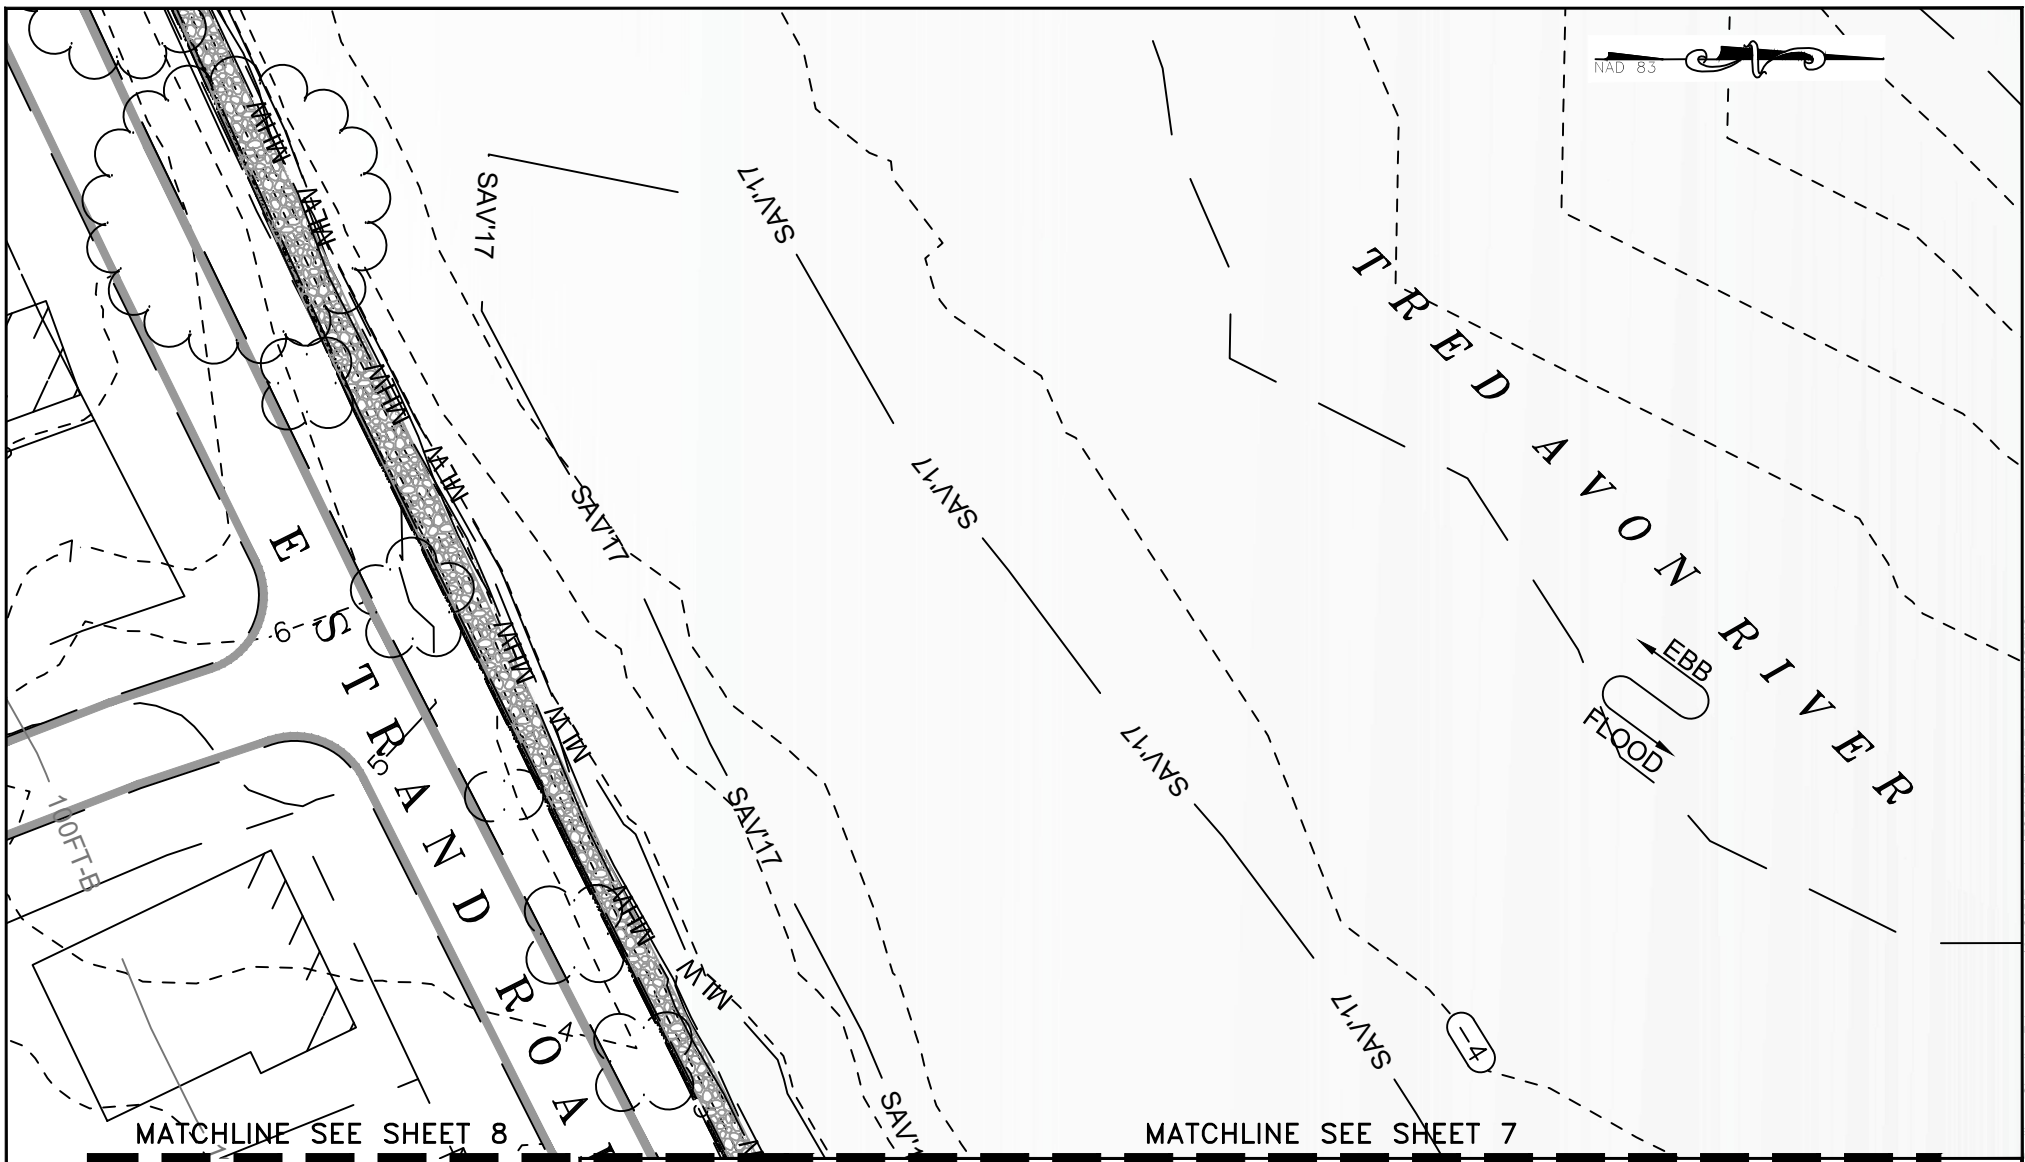 NAD 83
MHW
MLW
SAV'17
SAV'17
TRED AVON RIVER
MHW
MLW
SAV'17
SAV'17
7
6
E STRAND ROA
MHW
MLW
EBB
FLOOD
5
SAV'17
SAV'17
100FT-B
MHW
MLW
4
SAV'17
-4
3
SAV'1
MATCHLINE SEE SHEET 8
MATCHLINE SEE SHEET 7